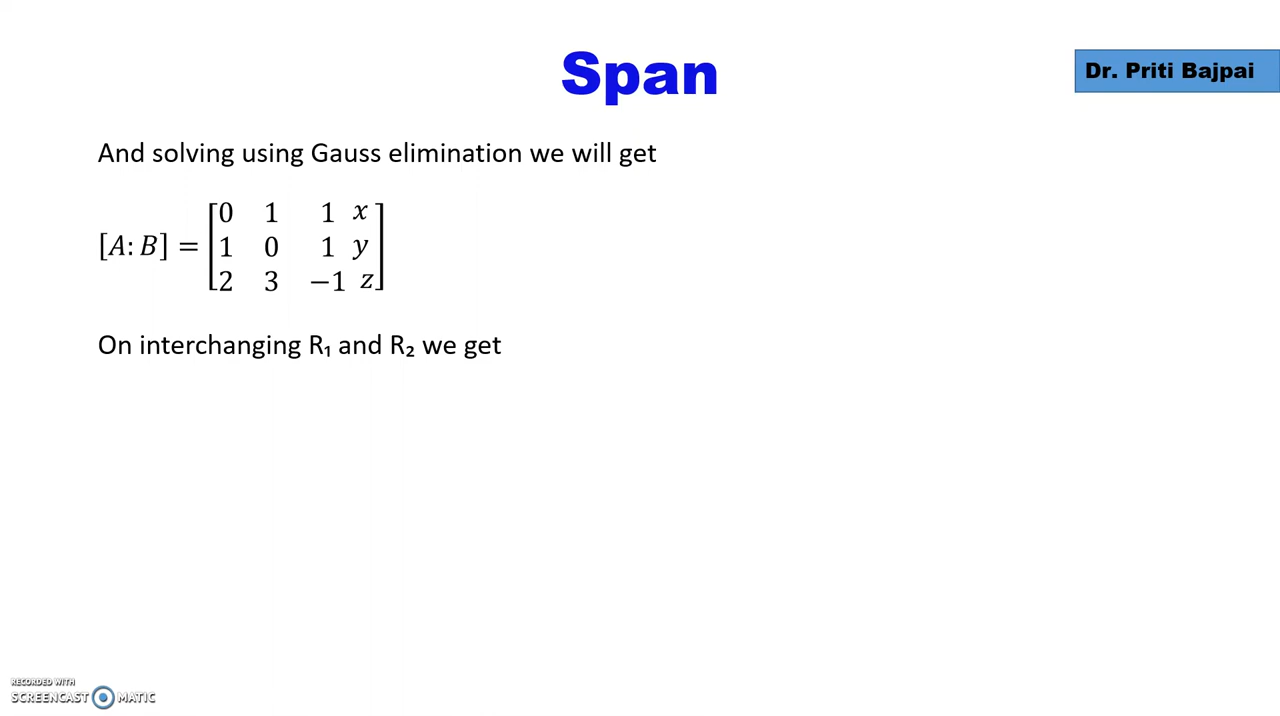 Span
Dr. Priti Bajpai
And solving using Gauss elimination we will get
[A: B] = [0 1 1 x
1 0 1 y
2 3 −1 z]
On interchanging R₁ and R₂ we get
RECORDED WITH
SCREENCAST MATIC